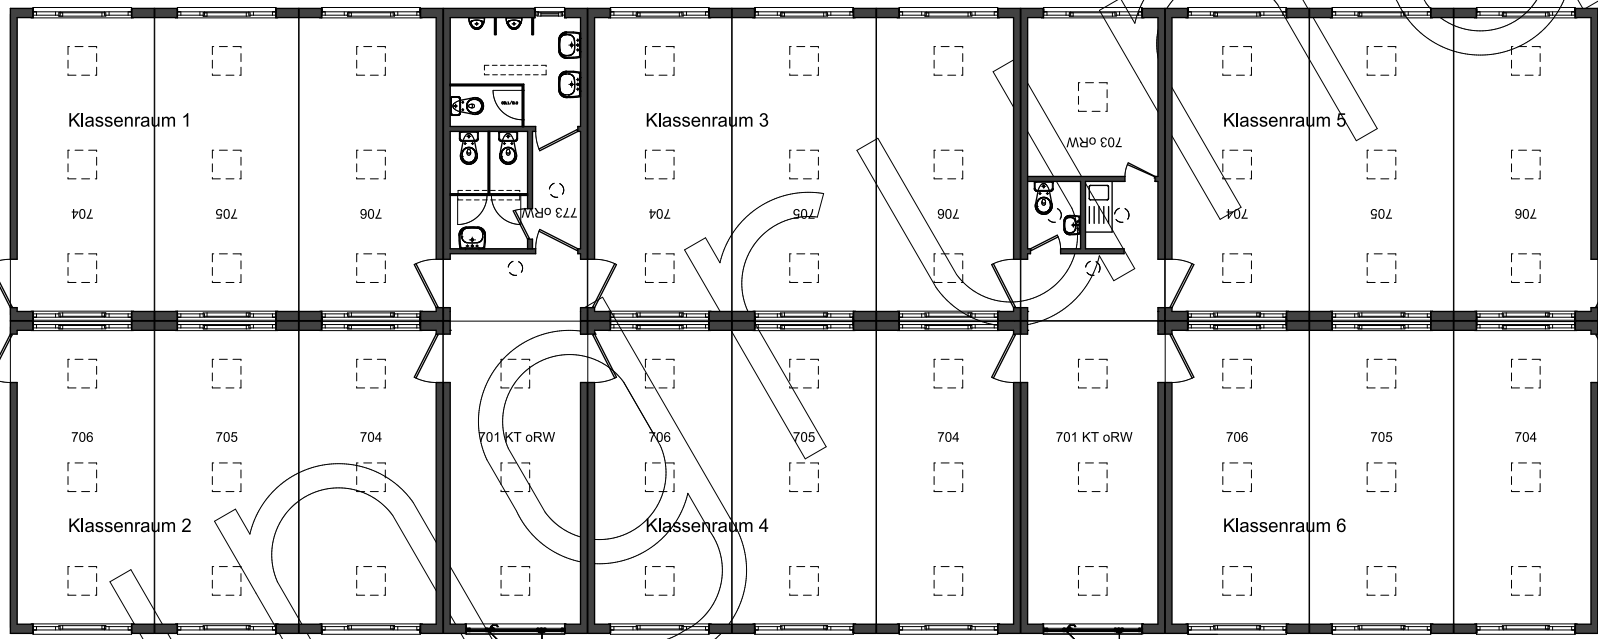 Klassenraum 1
Klassenraum 3
Klassenraum 5
703 oRW
704
705
706
773 oRW
704
705
706
704
705
706
706
705
704
701 KT oRW
706
705
704
701 KT oRW
706
705
704
Klassenraum 2
Klassenraum 4
Klassenraum 6